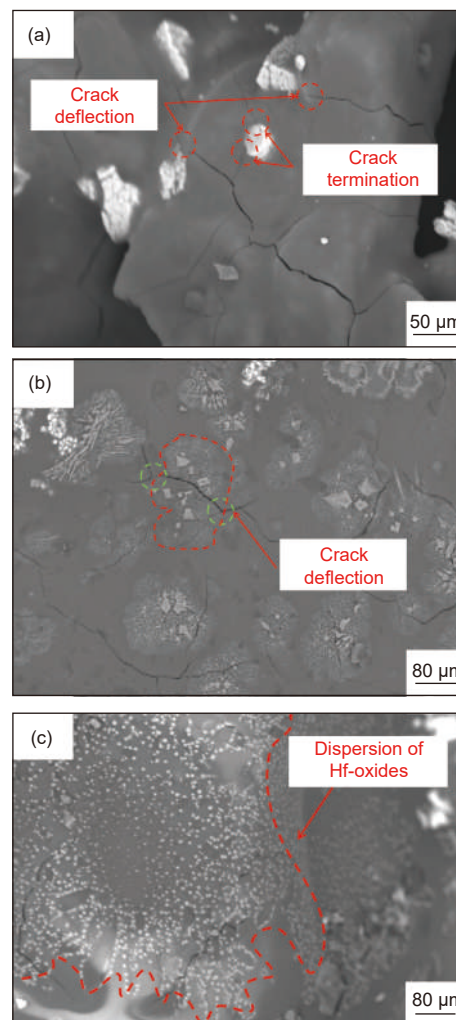 (a)
Crack
deflection
Crack
termination
50 μm
(b)
Crack
deflection
80 μm
(c)
Dispersion of
Hf-oxides
80 μm